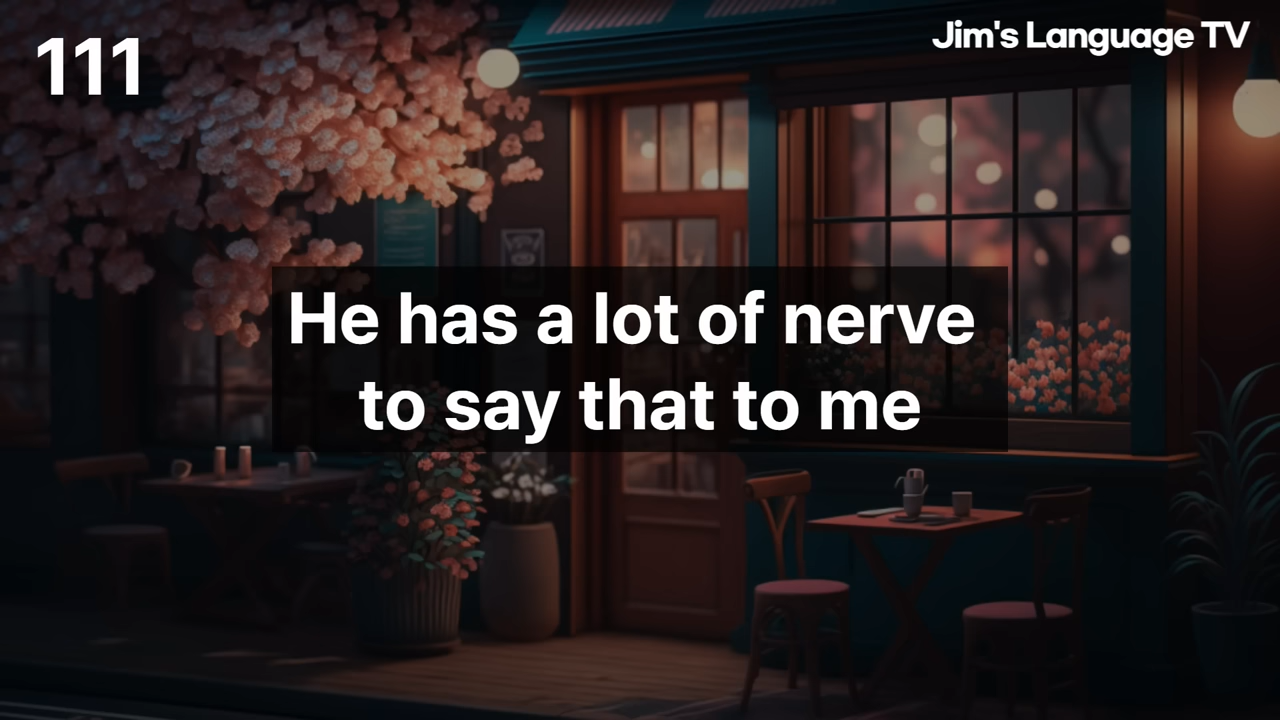 111
Jim's Language TV
He has a lot of nerve
to say that to me